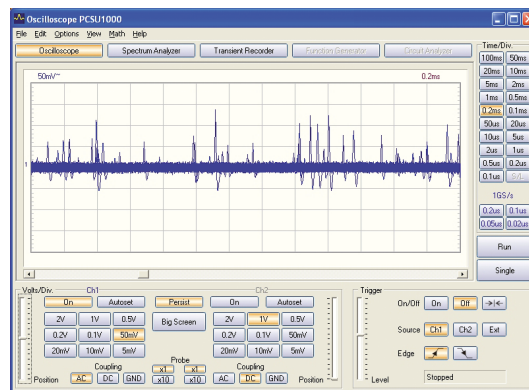 Oscilloscope PCSU1000
File Edit Options View Math Help
Oscilloscope Spectrum Analyzer Transient Recorder Function Generator Circuit Analyzer
50mV~ 0.2ms
1
Time/Div.
100ms 50ms
20ms 10ms
5ms 2ms
1ms 0.5ms
0.2ms 0.1ms
50us 20us
10us 5us
2us 1us
0.5us 0.2us
0.1us
1GS/s
0.2us 0.1us
0.05us 0.02us
Run
Single
Volts/Div. Ch1 Ch2
On Autoset Persist On Autoset
2V 1V 0.5V Big Screen 2V 1V 0.5V
0.2V 0.1V 50mV 0.2V 0.1V 50mV
20mV 10mV 5mV Probe 20mV 10mV 5mV
Coupling x1 x1 Coupling
Position AC DC GND x10 x10 AC DC GND Position
Trigger
On/Off On Off
Source Ch1 Ch2 Ext
Edge
Level Stopped